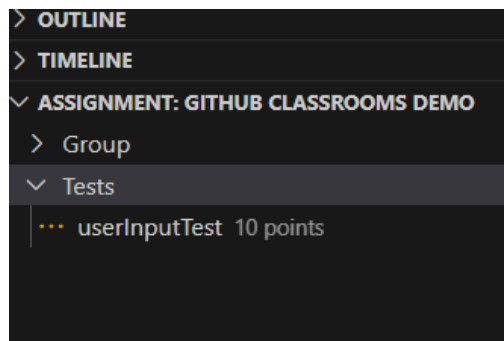 OUTLINE
TIMELINE
ASSIGNMENT: GITHUB CLASSROOMS DEMO
Group
Tests
userInputTest 10 points